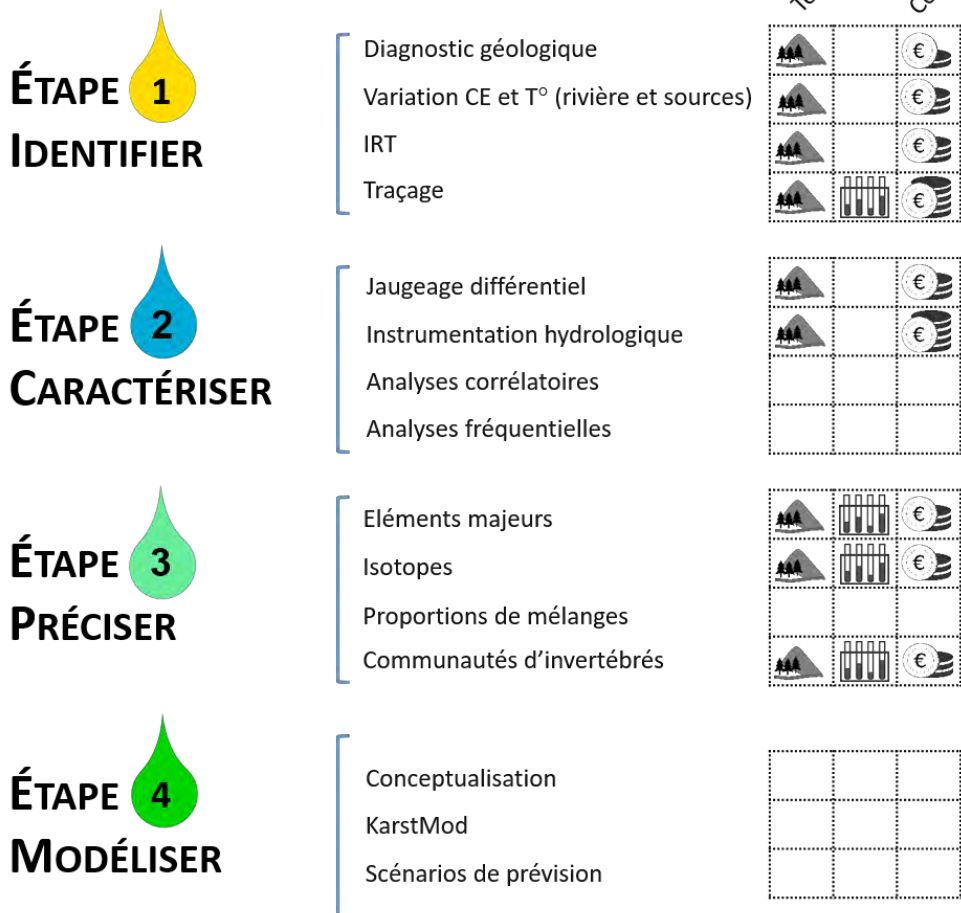 ÉTAPE 1
IDENTIFIER
Diagnostic géologique
Variation CE et T° (rivière et sources)
IRT
Traçage
ÉTAPE 2
CARACTÉRISER
Jaugeage différentiel
Instrumentation hydrologique
Analyses corrélatoires
Analyses fréquentielles
ÉTAPE 3
PRÉCISER
Eléments majeurs
Isotopes
Proportions de mélanges
Communautés d'invertébrés
ÉTAPE 4
MODÉLISER
Conceptualisation
KarstMod
Scénarios de prévision